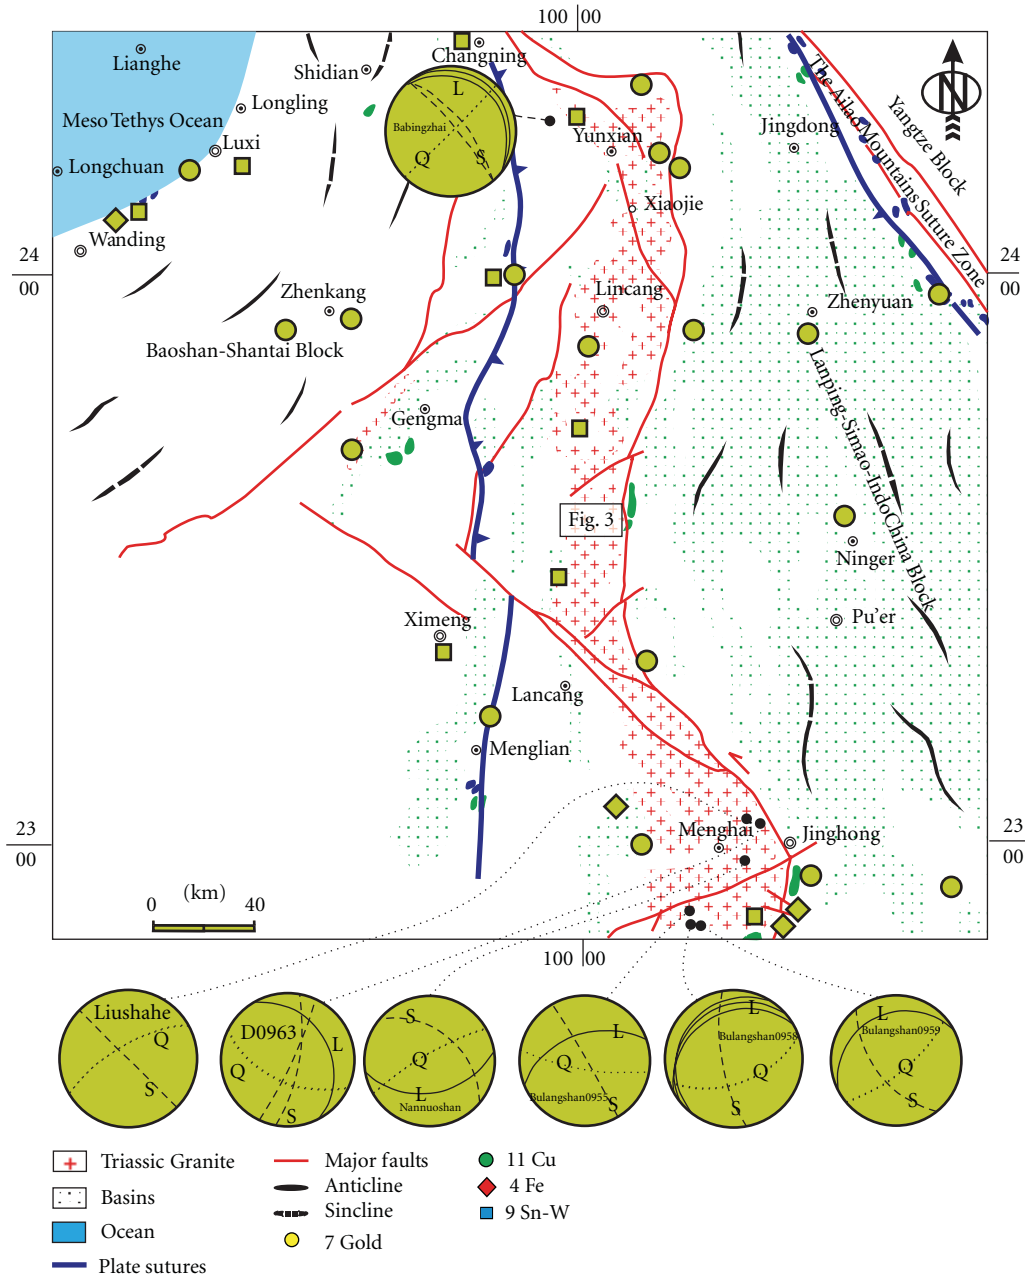 100 00
Lianghe
Changning
Shidian
Longling
Meso Tethys Ocean
Luxi
Longchuan
Wanding
L
Babingzhai
Q
S
Yunxian
Jingdong
The Ailao Mountains Suture Zone
Yangtze Block
N
Xiaojie
24
00
24
00
Zhenkang
Lincang
Zhenyuan
Baoshan-Shantai Block
Gengma
Lanping-Simao-IndoChina Block
Fig. 3
Ninger
Ximeng
Pu'er
Lancang
Menglian
Menghai
Jinghong
23
00
23
00
(km)
0
40
100 00
Liushahe
Q
S
D0963
L
Q
S
S
Q
L
Nannuoshan
L
Q
Bulangshan0955
S
L
Bulangshan0958
Q
S
L
Bulangshan0959
Q
S
Triassic Granite
Basins
Ocean
Plate sutures
Major faults
Anticline
Sincline
7 Gold
11 Cu
4 Fe
9 Sn-W